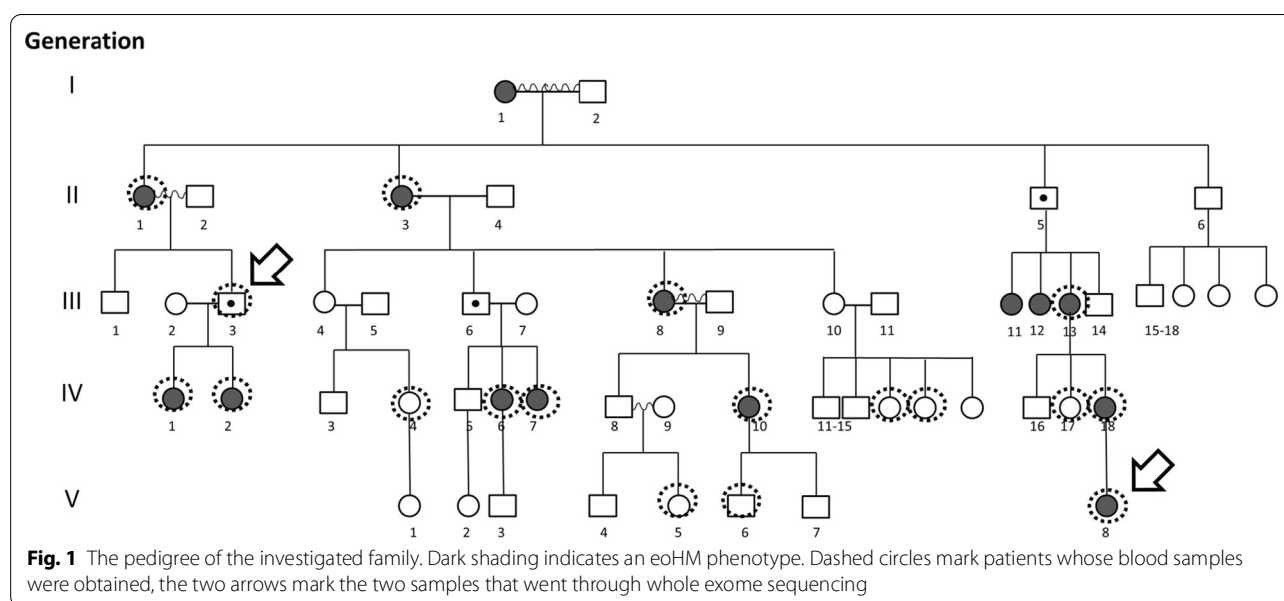 Generation
I
1 2
II
1 2 3 4 5 6
III
1 2 3 4 5 6 7 8 9 10 11 11 12 13 14 15-18
IV
1 2 3 4 5 6 7 8 9 10 11-15 16 17 18
V
1 2 3 4 5 6 7 8
Fig. 1 The pedigree of the investigated family. Dark shading indicates an eoHM phenotype. Dashed circles mark patients whose blood samples
were obtained, the two arrows mark the two samples that went through whole exome sequencing